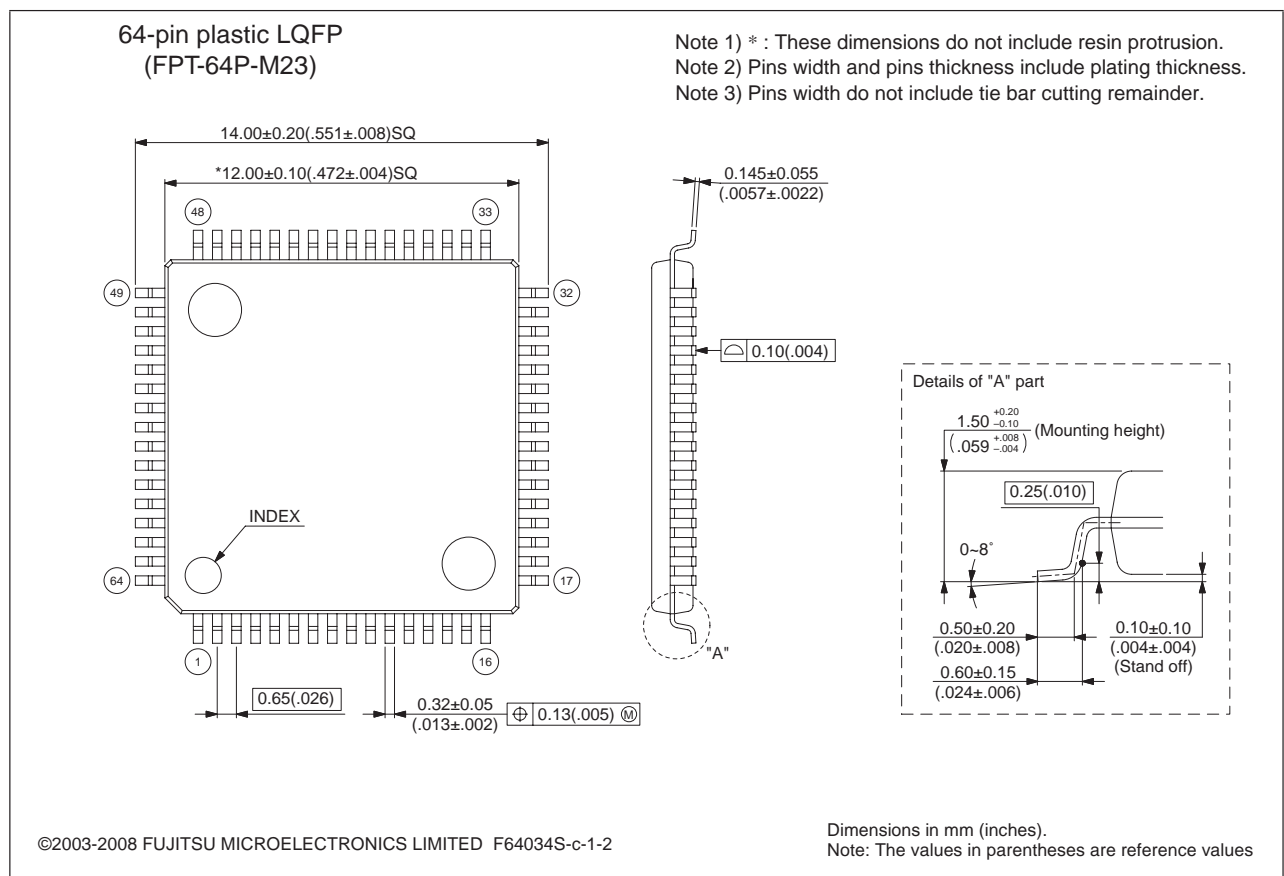 64-pin plastic LQFP
(FPT-64P-M23)
Note 1) * : These dimensions do not include resin protrusion.
Note 2) Pins width and pins thickness include plating thickness.
Note 3) Pins width do not include tie bar cutting remainder.
14.00±0.20(.551±.008)SQ
*12.00±0.10(.472±.004)SQ
0.145±0.055
(.0057±.0022)
48
33
49
32
0.10(.004)
Details of "A" part
1.50 +0.20 –0.10 (Mounting height)
(.059 +.008 –.004)
0.25(.010)
INDEX
0~8°
64
17
0.50±0.20
(.020±.008)
0.10±0.10
(.004±.004)
(Stand off)
1
16
"A"
0.60±0.15
(.024±.006)
0.65(.026)
0.32±0.05
(.013±.002)
⌖ 0.13(.005) Ⓜ
©2003-2008 FUJITSU MICROELECTRONICS LIMITED F64034S-c-1-2
Dimensions in mm (inches).
Note: The values in parentheses are reference values